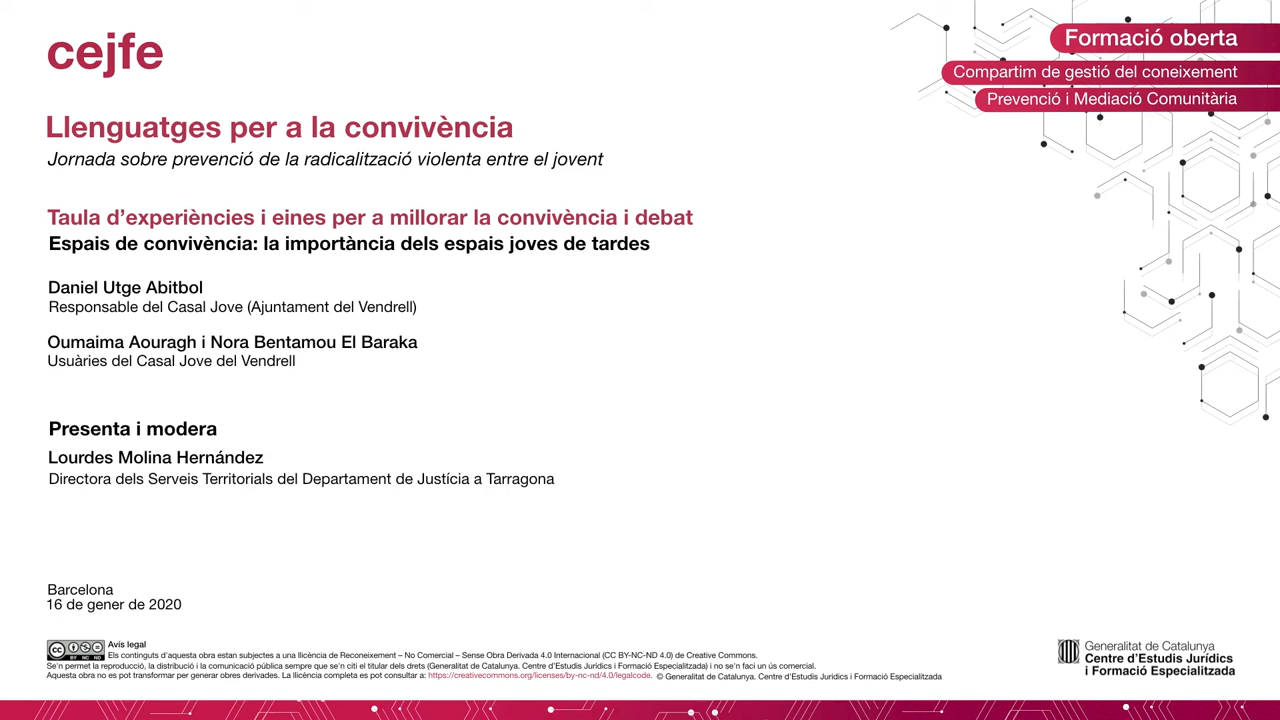 cejfe
Formació oberta
Compartim de gestió del coneixement
Prevenció i Mediació Comunitària
Llenguatges per a la convivència
Jornada sobre prevenció de la radicalització violenta entre el jovent
Taula d'experiències i eines per a millorar la convivència i debat
Espais de convivència: la importància dels espais joves de tardes
Daniel Utge Abitbol
Responsable del Casal Jove (Ajuntament del Vendrell)
Oumaima Aouragh i Nora Bentamou El Baraka
Usuàries del Casal Jove del Vendrell
Presenta i modera
Lourdes Molina Hernández
Directora dels Serveis Territorials del Departament de Justícia a Tarragona
Barcelona
16 de gener de 2020
cc BY NC ND
Avís legal
Els continguts d'aquesta obra estan subjectes a una llicència de Reconeixement – No Comercial – Sense Obra Derivada 4.0 Internacional (CC BY-NC-ND 4.0) de Creative Commons.
Se'n permet la reproducció, la distribució i la comunicació pública sempre que se'n citi el titular dels drets (Generalitat de Catalunya. Centre d'Estudis Jurídics i Formació Especialitzada) i no se'n faci un ús comercial.
Aquesta obra no es pot transformar per generar obres derivades. La llicència completa es pot consultar a: https://creativecommons.org/licenses/by-nc-nd/4.0/legalcode. © Generalitat de Catalunya. Centre d'Estudis Jurídics i Formació Especialitzada
Generalitat de Catalunya
Centre d'Estudis Jurídics
i Formació Especialitzada